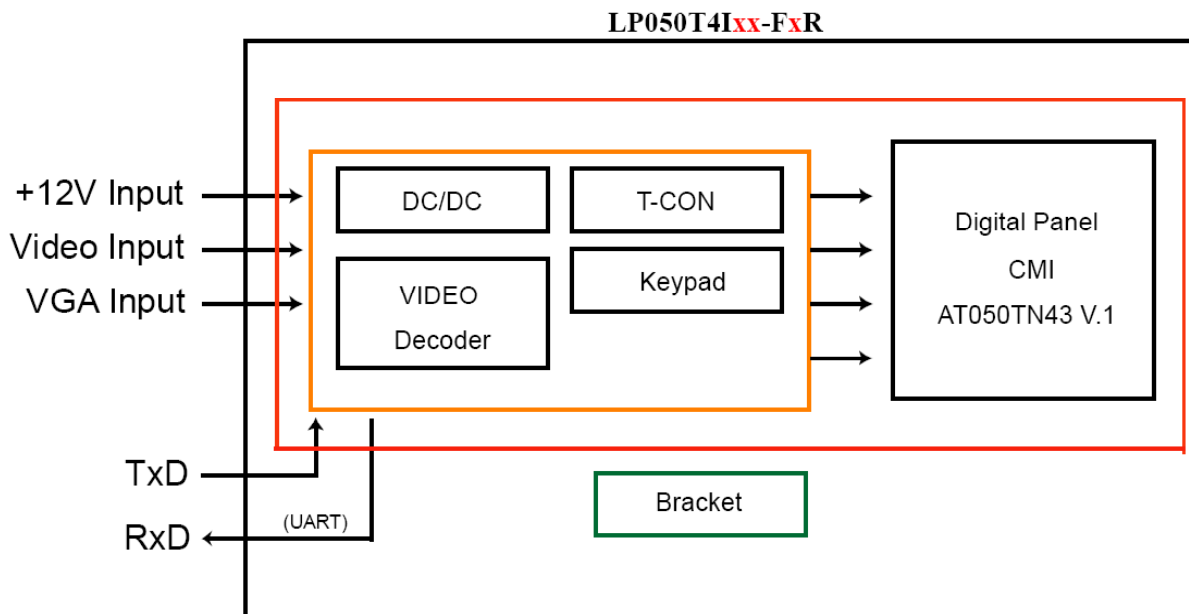 LP050T4Ixx-FxR
+12V Input
Video Input
VGA Input
DC/DC
T-CON
VIDEO
Decoder
Keypad
Digital Panel
CMI
AT050TN43 V.1
TxD
RxD
(UART)
Bracket